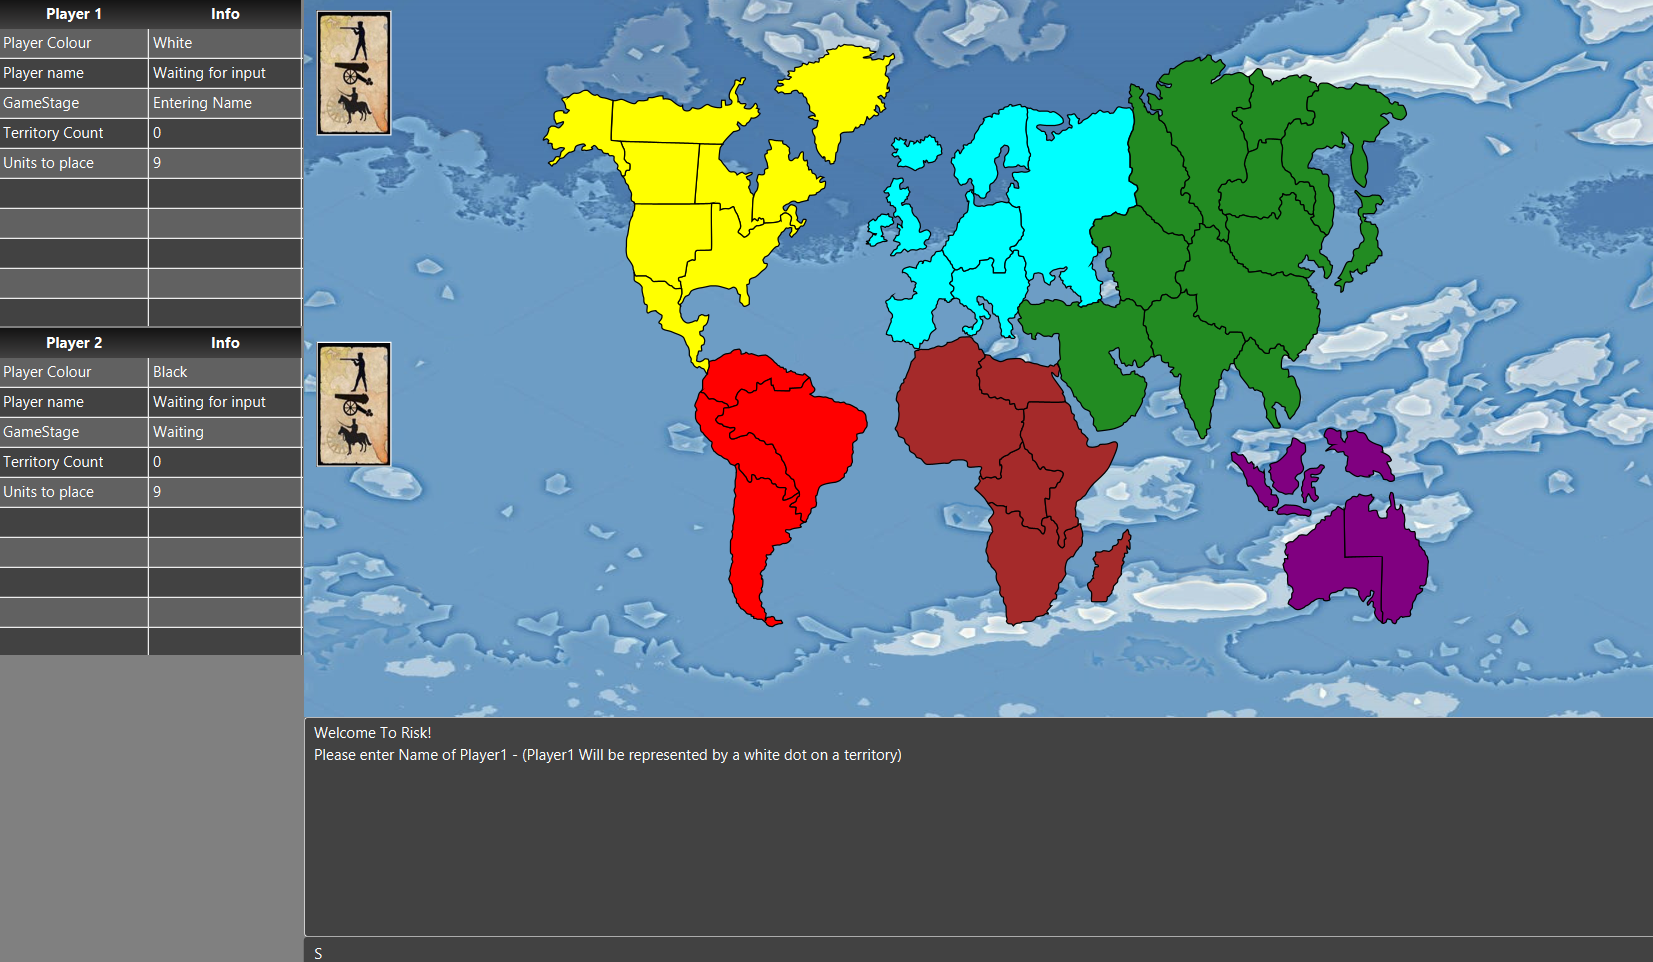 Player 1 Info
Player Colour White
Player name Waiting for input
GameStage Entering Name
Territory Count 0
Units to place 9
Player 2 Info
Player Colour Black
Player name Waiting for input
GameStage Waiting
Territory Count 0
Units to place 9
Welcome To Risk!
Please enter Name of Player1 - (Player1 Will be represented by a white dot on a territory)
S